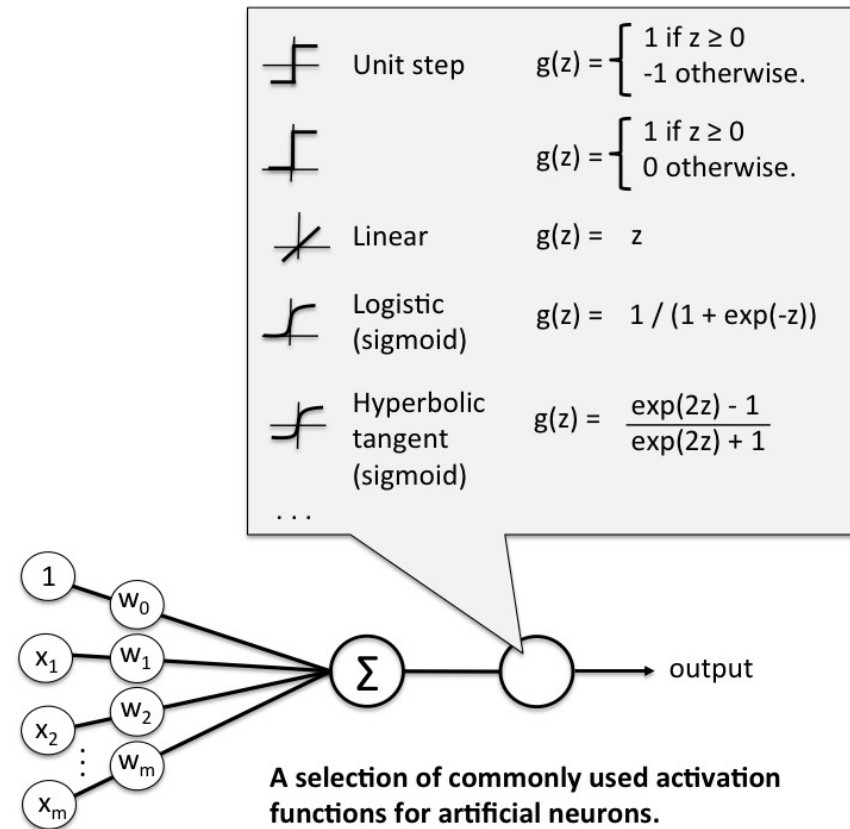 Unit step g(z) = { 1 if z ≥ 0
-1 otherwise.
g(z) = { 1 if z ≥ 0
0 otherwise.
Linear g(z) = z
Logistic
(sigmoid) g(z) = 1 / (1 + exp(-z))
Hyperbolic
tangent
(sigmoid) g(z) = exp(2z) - 1
exp(2z) + 1
. . .
1 w₀
x₁ w₁ Σ output
x₂ w₂
⋮
xₘ wₘ
A selection of commonly used activation
functions for artificial neurons.